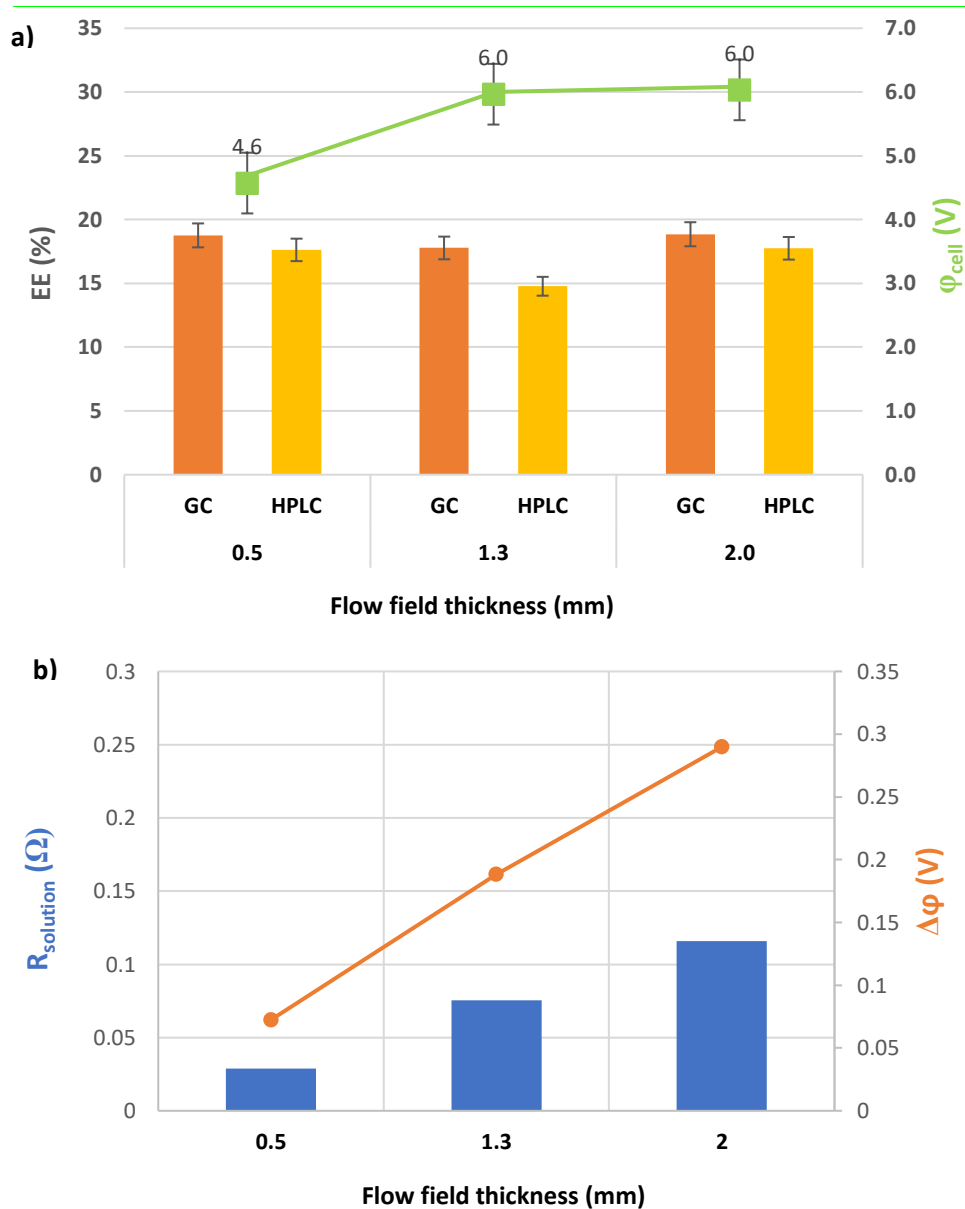 a)
35 7.0
6.0 6.0
30 6.0
4.6
25 5.0
20 4.0
EE (%)
φcell (V)
15 3.0
10 2.0
5 1.0
0 0.0
GC HPLC GC HPLC GC HPLC
0.5 1.3 2.0
Flow field thickness (mm)
b)
0.3 0.35
0.25 0.3
0.2 0.25
0.15 0.2
0.1 0.15
0.05 0.1
0 0.05
0
Rsolution (Ω)
Δφ (V)
0.5 1.3 2
Flow field thickness (mm)